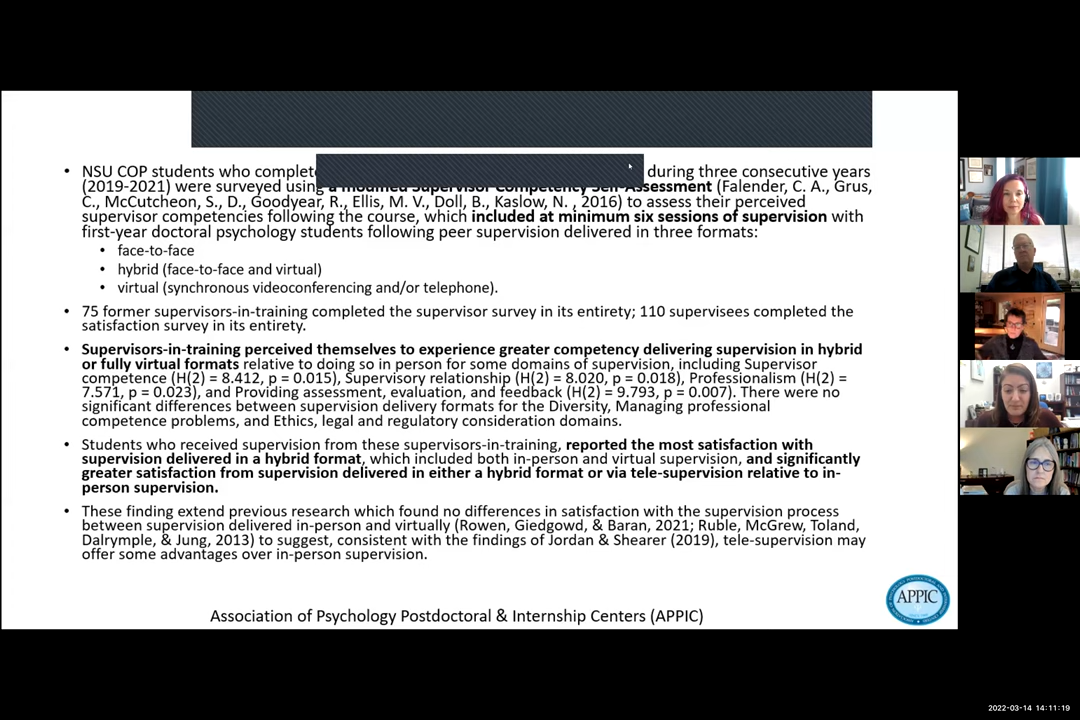 NSU COP students who complete during three consecutive years
(2019-2021) were surveyed using a modified Supervisor Competency Self-Assessment (Falender, C. A., Grus,
C., McCutcheon, S., D., Goodyear, R., Ellis, M. V., Doll, B., Kaslow, N. , 2016) to assess their perceived
supervisor competencies following the course, which included at minimum six sessions of supervision with
first-year doctoral psychology students following peer supervision delivered in three formats:
face-to-face
hybrid (face-to-face and virtual)
virtual (synchronous videoconferencing and/or telephone).
75 former supervisors-in-training completed the supervisor survey in its entirety; 110 supervisees completed the
satisfaction survey in its entirety.
Supervisors-in-training perceived themselves to experience greater competency delivering supervision in hybrid
or fully virtual formats relative to doing so in person for some domains of supervision, including Supervisor
competence (H(2) = 8.412, p = 0.015), Supervisory relationship (H(2) = 8.020, p = 0.018), Professionalism (H(2) =
7.571, p = 0.023), and Providing assessment, evaluation, and feedback (H(2) = 9.793, p = 0.007). There were no
significant differences between supervision delivery formats for the Diversity, Managing professional
competence problems, and Ethics, legal and regulatory consideration domains.
Students who received supervision from these supervisors-in-training, reported the most satisfaction with
supervision delivered in a hybrid format, which included both in-person and virtual supervision, and significantly
greater satisfaction from supervision delivered in either a hybrid format or via tele-supervision relative to in-
person supervision.
These finding extend previous research which found no differences in satisfaction with the supervision process
between supervision delivered in-person and virtually (Rowen, Giedgowd, & Baran, 2021; Ruble, McGrew, Toland,
Dalrymple, & Jung, 2013) to suggest, consistent with the findings of Jordan & Shearer (2019), tele-supervision may
offer some advantages over in-person supervision.
APPIC
Association of Psychology Postdoctoral & Internship Centers (APPIC)
2022-03-14 14:11:19